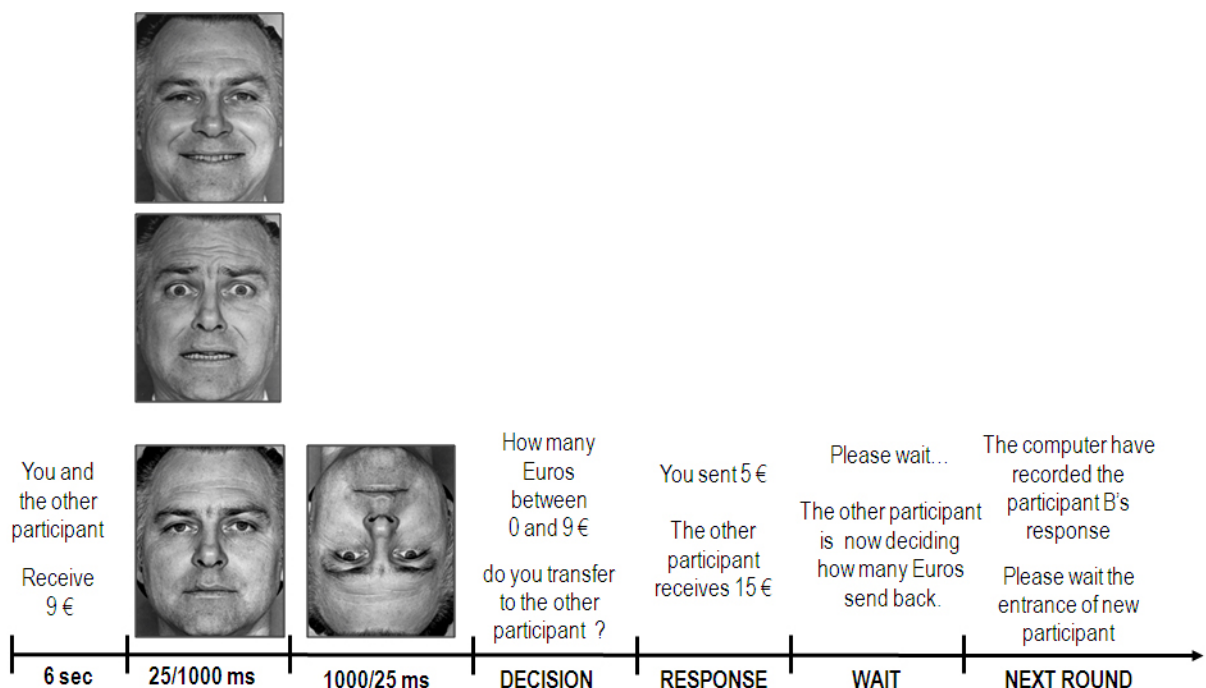 You and
the other
participant
Receive
9 €
How many
Euros
between
0 and 9 €
do you transfer
to the other
participant ?
You sent 5 €
The other
participant
receives 15 €
Please wait...
The other participant
is now deciding
how many Euros
send back.
The computer have
recorded the
participant B's
response
Please wait the
entrance of new
participant
6 sec
25/1000 ms
1000/25 ms
DECISION
RESPONSE
WAIT
NEXT ROUND